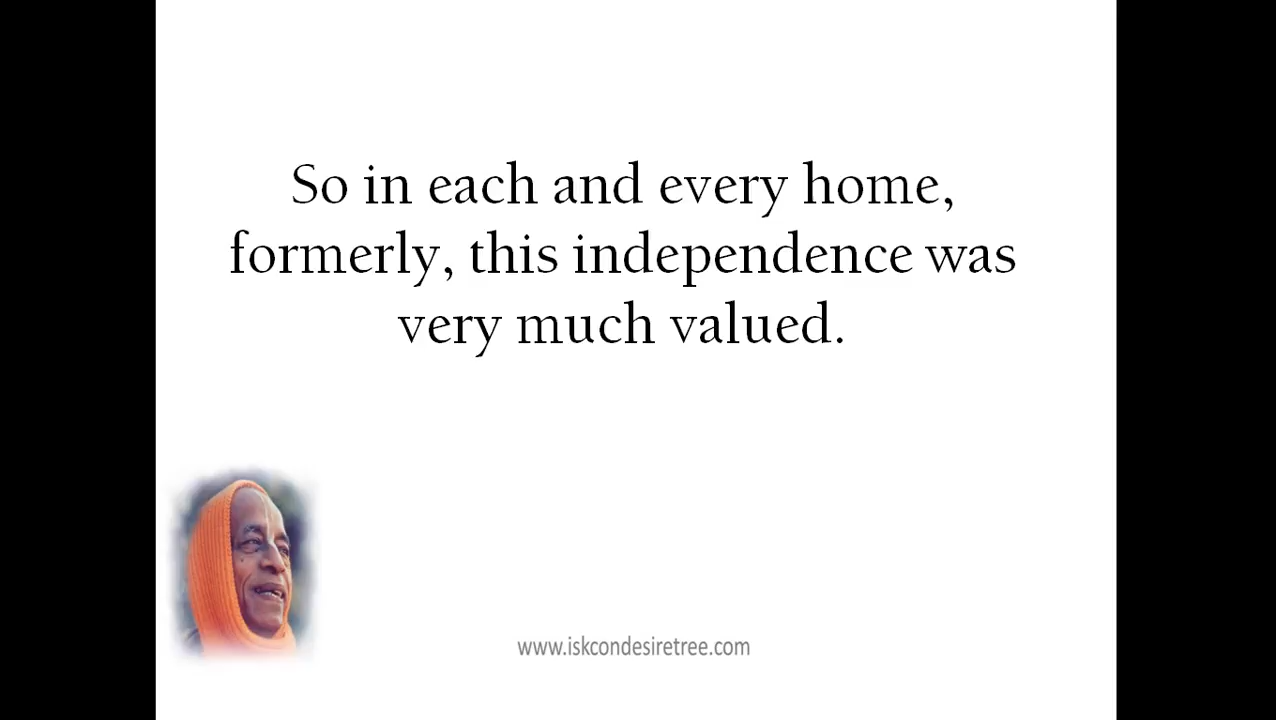 So in each and every home,
formerly, this independence was
very much valued.
www.iskcondesiretree.com